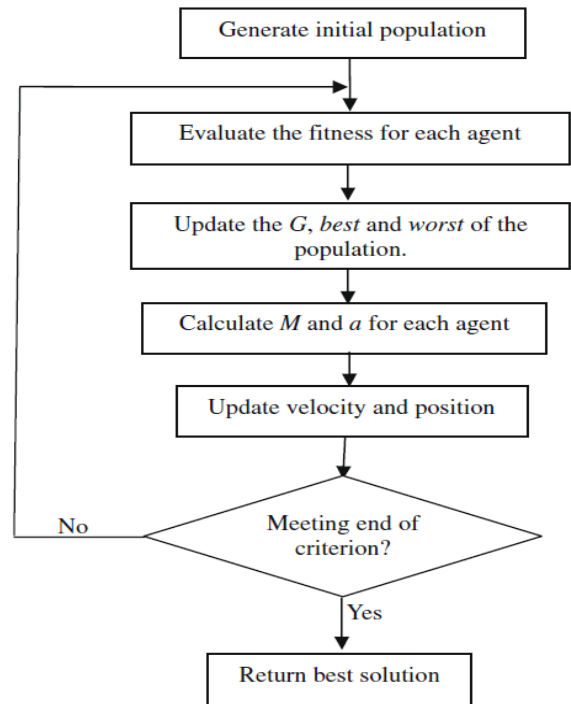 Generate initial population
Evaluate the fitness for each agent
Update the G, best and worst of the
population.
Calculate M and a for each agent
Update velocity and position
Meeting end of
criterion?
No
Yes
Return best solution